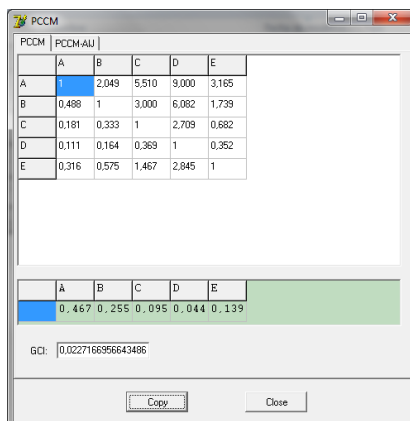 PCCM
PCCM PCCM-AIJ
A B C D E
A 1 2,049 5,510 9,000 3,165
B 0,488 1 3,000 6,082 1,739
C 0,181 0,333 1 2,709 0,682
D 0,111 0,164 0,369 1 0,352
E 0,316 0,575 1,467 2,845 1
A B C D E
0,467 0,255 0,095 0,044 0,139
GCI: 0,0227166956643486
Copy Close